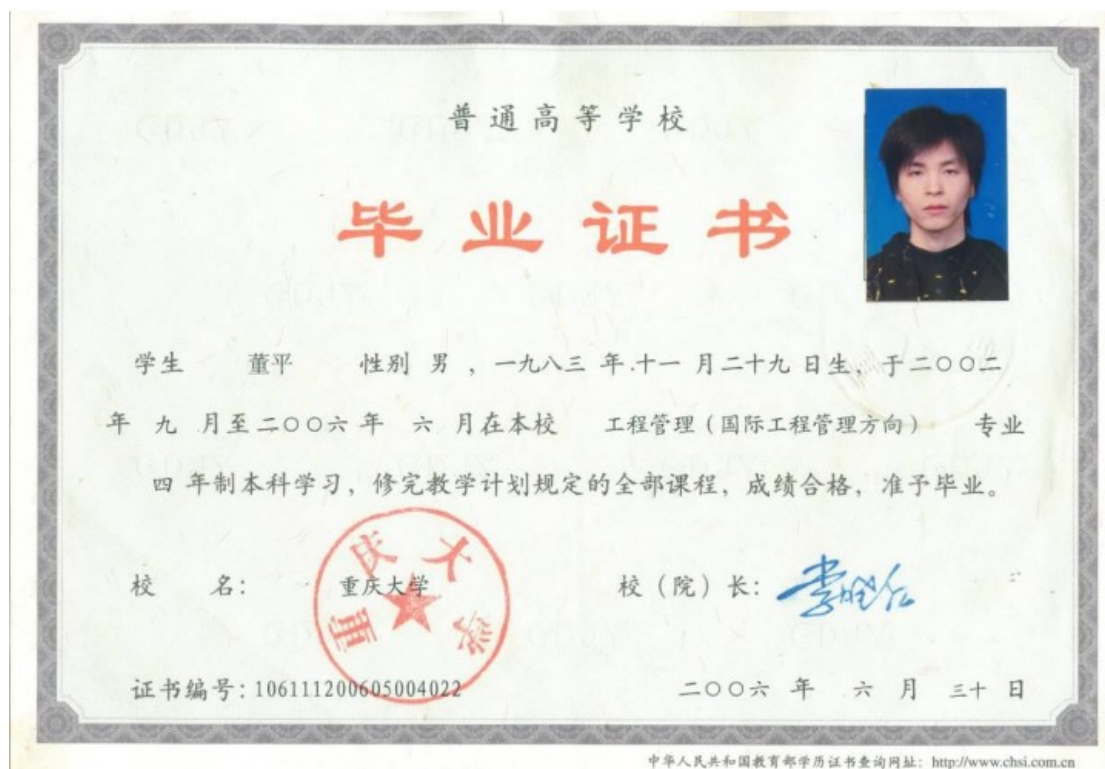 普通高等学校
毕业证书
学生 董平 性别 男 ，一九八三 年.十一 月二十九 日生，于二〇〇二
年 九 月至二〇〇六年 六 月在本校 工程管理（国际工程管理方向） 专业
四 年制本科学习，修完教学计划规定的全部课程，成绩合格，准予毕业。
校 名： 重庆大学 校（院）长：
重庆大学
证书编号：106111200605004022 二〇〇六 年 六 月 三十 日
中华人民共和国教育部学历证书查询网址：http://www.chsi.com.cn